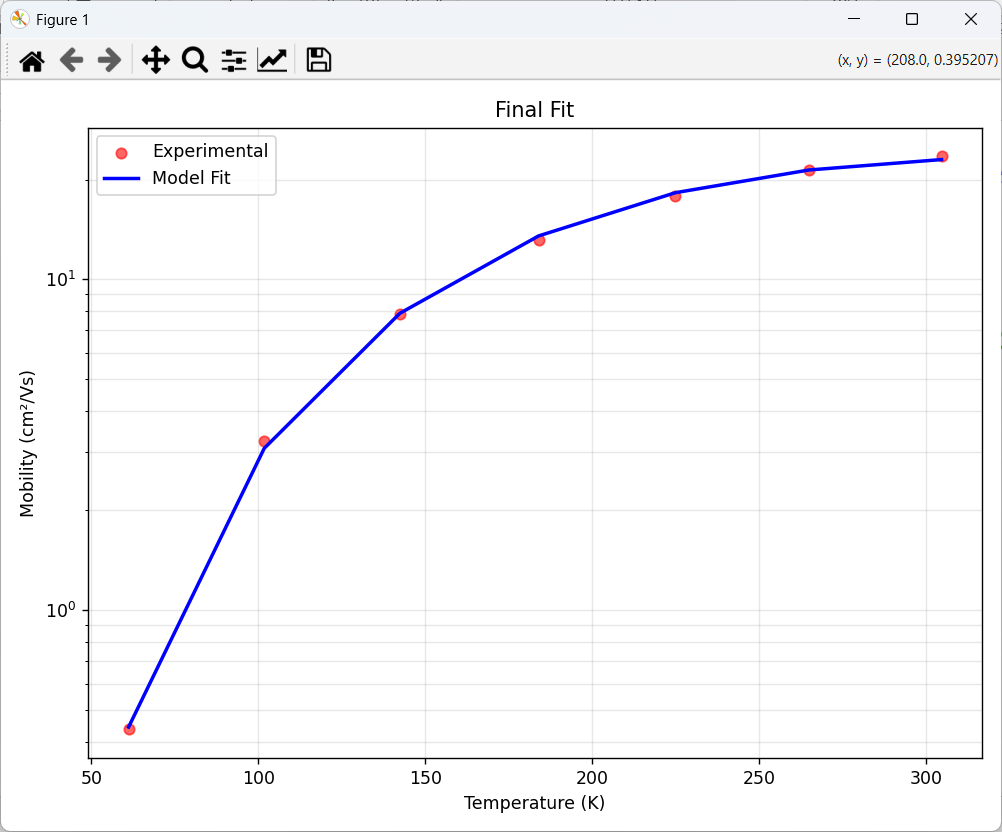 Figure 1
(x, y) = (208.0, 0.395207)
Final Fit
Experimental
Model Fit
10¹
10⁰
Mobility (cm²/Vs)
50 100 150 200 250 300
Temperature (K)